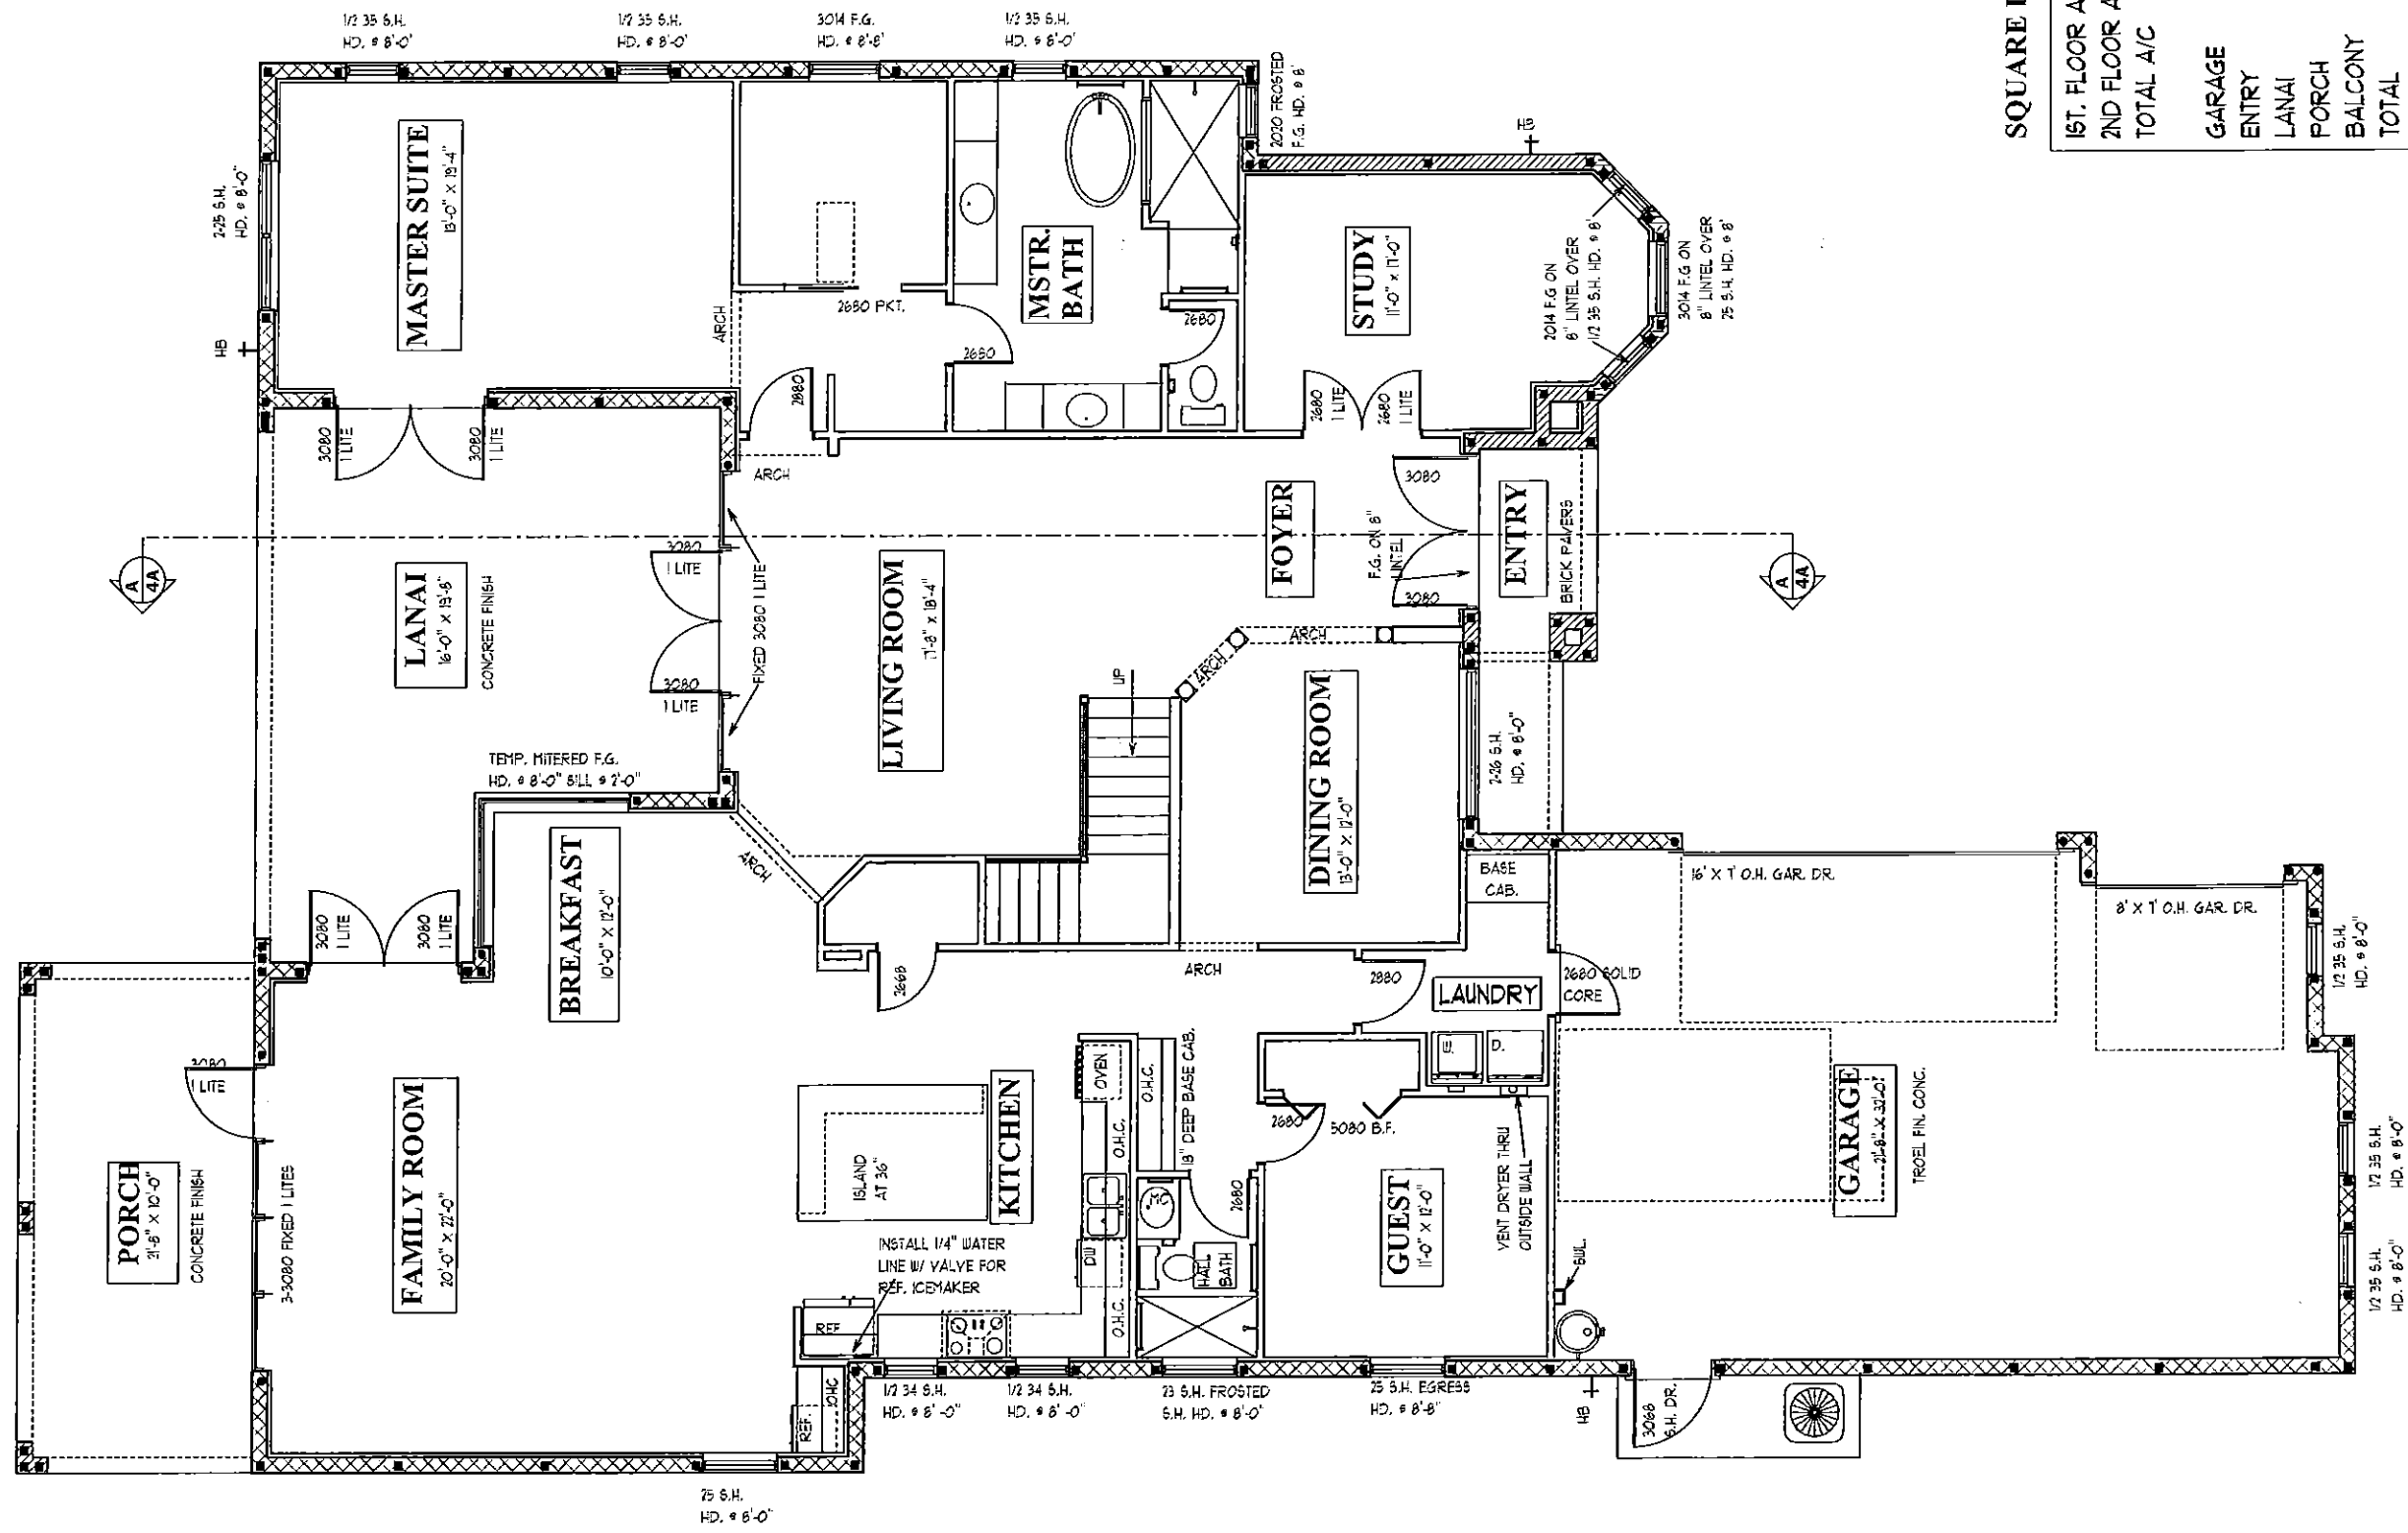 1/2 35 S.H.
HD. @ 8'-0"
1/2 35 S.H.
HD. @ 8'-0"
3014 F.G.
HD. @ 8'-8"
1/2 35 S.H.
HD. @ 8'-0"
2020 FROSTED
F.G. HD. @ 8'
SQUARE
1ST. FLOOR A
2ND FLOOR A
TOTAL A/C
GARAGE
ENTRY
LANAI
PORCH
BALCONY
TOTAL
2-25 S.H.
HD. @ 8'-0"
HB
MASTER SUITE
13'-0" x 19'-4"
ARCH
2680 PKT.
2880
2680
MSTR.
BATH
2680
STUDY
11'-0" x 17'-0"
2680
1 LITE
2680
1 LITE
HB
2014 F.G ON
8" LINTEL OVER
1/2 35 S.H. HD. @ 8'
3014 F.G ON
8" LINTEL OVER
25 S.H. HD. @ 8'
3080
1 LITE
3080
1 LITE
ARCH
A
4A
LANAI
16'-0" x 19'-8"
CONCRETE FINISH
3080
1 LITE
3080
1 LITE
FIXED 3080 1 LITE
LIVING ROOM
17'-8" x 18'-4"
FOYER
3080
F.G. ON 8"
LINTEL
3080
ENTRY
BRICK PAVERS
A
4A
ARCH
ARCH
UP
DINING ROOM
13'-0" x 12'-0"
2-26 S.H.
HD. @ 8'-0"
TEMP. MITERED F.G.
HD. @ 8'-0" SILL @ 2'-0"
BREAKFAST
10'-0" x 12'-0"
ARCH
3080
1 LITE
3080
1 LITE
2668
ARCH
BASE
CAB.
2880
LAUNDRY
2680 SOLID
CORE
16' X 7' O.H. GAR. DR.
8' X 7' O.H. GAR. DR.
1/2 35 S.H.
HD. @ 8'-0"
3080
1 LITE
PORCH
21'-8" X 10'-0"
CONCRETE FINISH
3-3080 FIXED 1 LITES
FAMILY ROOM
20'-0" x 22'-0"
ISLAND
AT 36"
KITCHEN
OVEN
O.H.C.
O.H.C.
18" DEEP BASE CAB.
W.
D.
2680
5080 B.F.
GUEST
11'-0" X 12'-0"
VENT DRYER THRU
OUTSIDE WALL
GARAGE
21'-8" X 32'-0"
TROEL FIN. CONC.
1/2 35 S.H.
HD. @ 8'-0"
1/2 35 S.H.
HD. @ 8'-0"
INSTALL 1/4" WATER
LINE W/ VALVE FOR
REF. ICEMAKER
DW
O.H.C.
2680
HALL
BATH
REF
REF.
OHC
1/2 34 S.H.
HD. @ 8'-0"
1/2 34 S.H.
HD. @ 8'-0"
23 S.H. FROSTED
S.H. HD. @ 8'-0"
25 S.H. EGRESS
HD. @ 8'-8"
HB
3068
S.H. DR.
25 S.H.
HD. @ 8'-0"